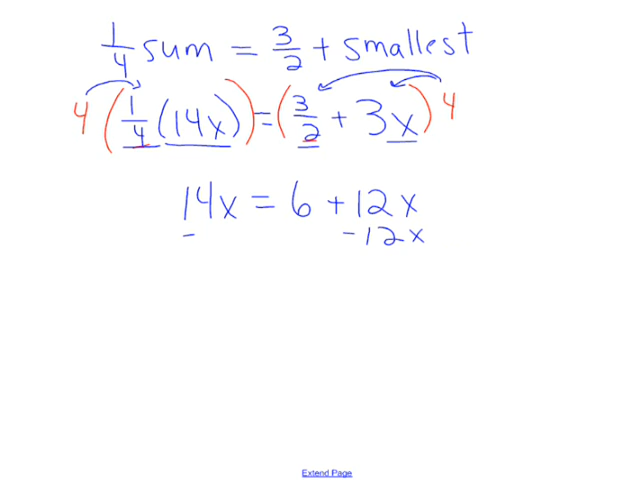 1/4 sum = 3/2 + smallest
4 (1/4 (14x)) = (3/2 + 3x) 4
14x = 6 + 12x
- -12x
Extend Page